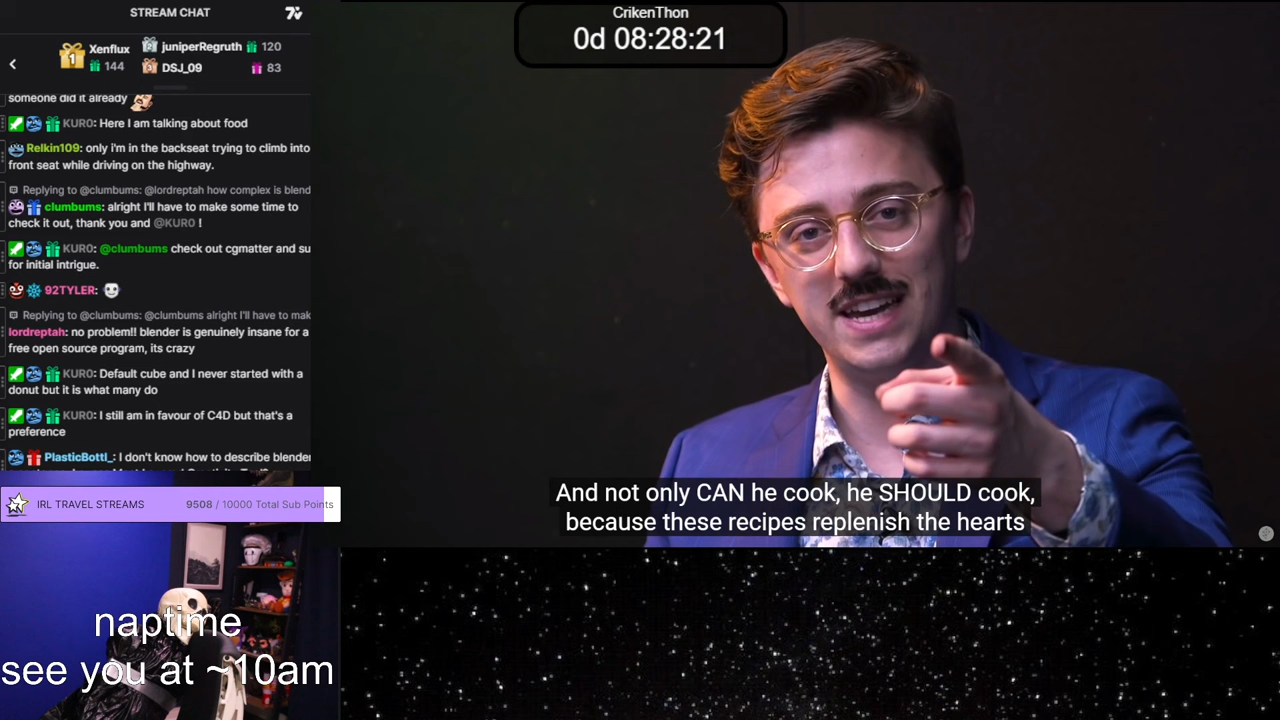 STREAM CHAT
Xenflux
144
juniperRegruth 120
DSJ_09 83
someone did it already
KUR0: Here I am talking about food
Relkin109: only i'm in the backseat trying to climb into
front seat while driving on the highway.
Replying to @clumbums: @lordreptah how complex is blend
clumbums: alright I'll have to make some time to
check it out, thank you and @KUR0 !
KUR0: @clumbums check out cgmatter and su
for initial intrigue.
92TYLER:
Replying to @clumbums: @clumbums alright I'll have to mak
lordreptah: no problem!! blender is genuinely insane for a
free open source program, its crazy
KUR0: Default cube and I never started with a
donut but it is what many do
KUR0: I still am in favour of C4D but that's a
preference
PlasticBottl_: I don't know how to describe blender
IRL TRAVEL STREAMS 9508 / 10000 Total Sub Points
naptime
see you at ~10am
CrikenThon
0d 08:28:21
And not only CAN he cook, he SHOULD cook,
because these recipes replenish the hearts